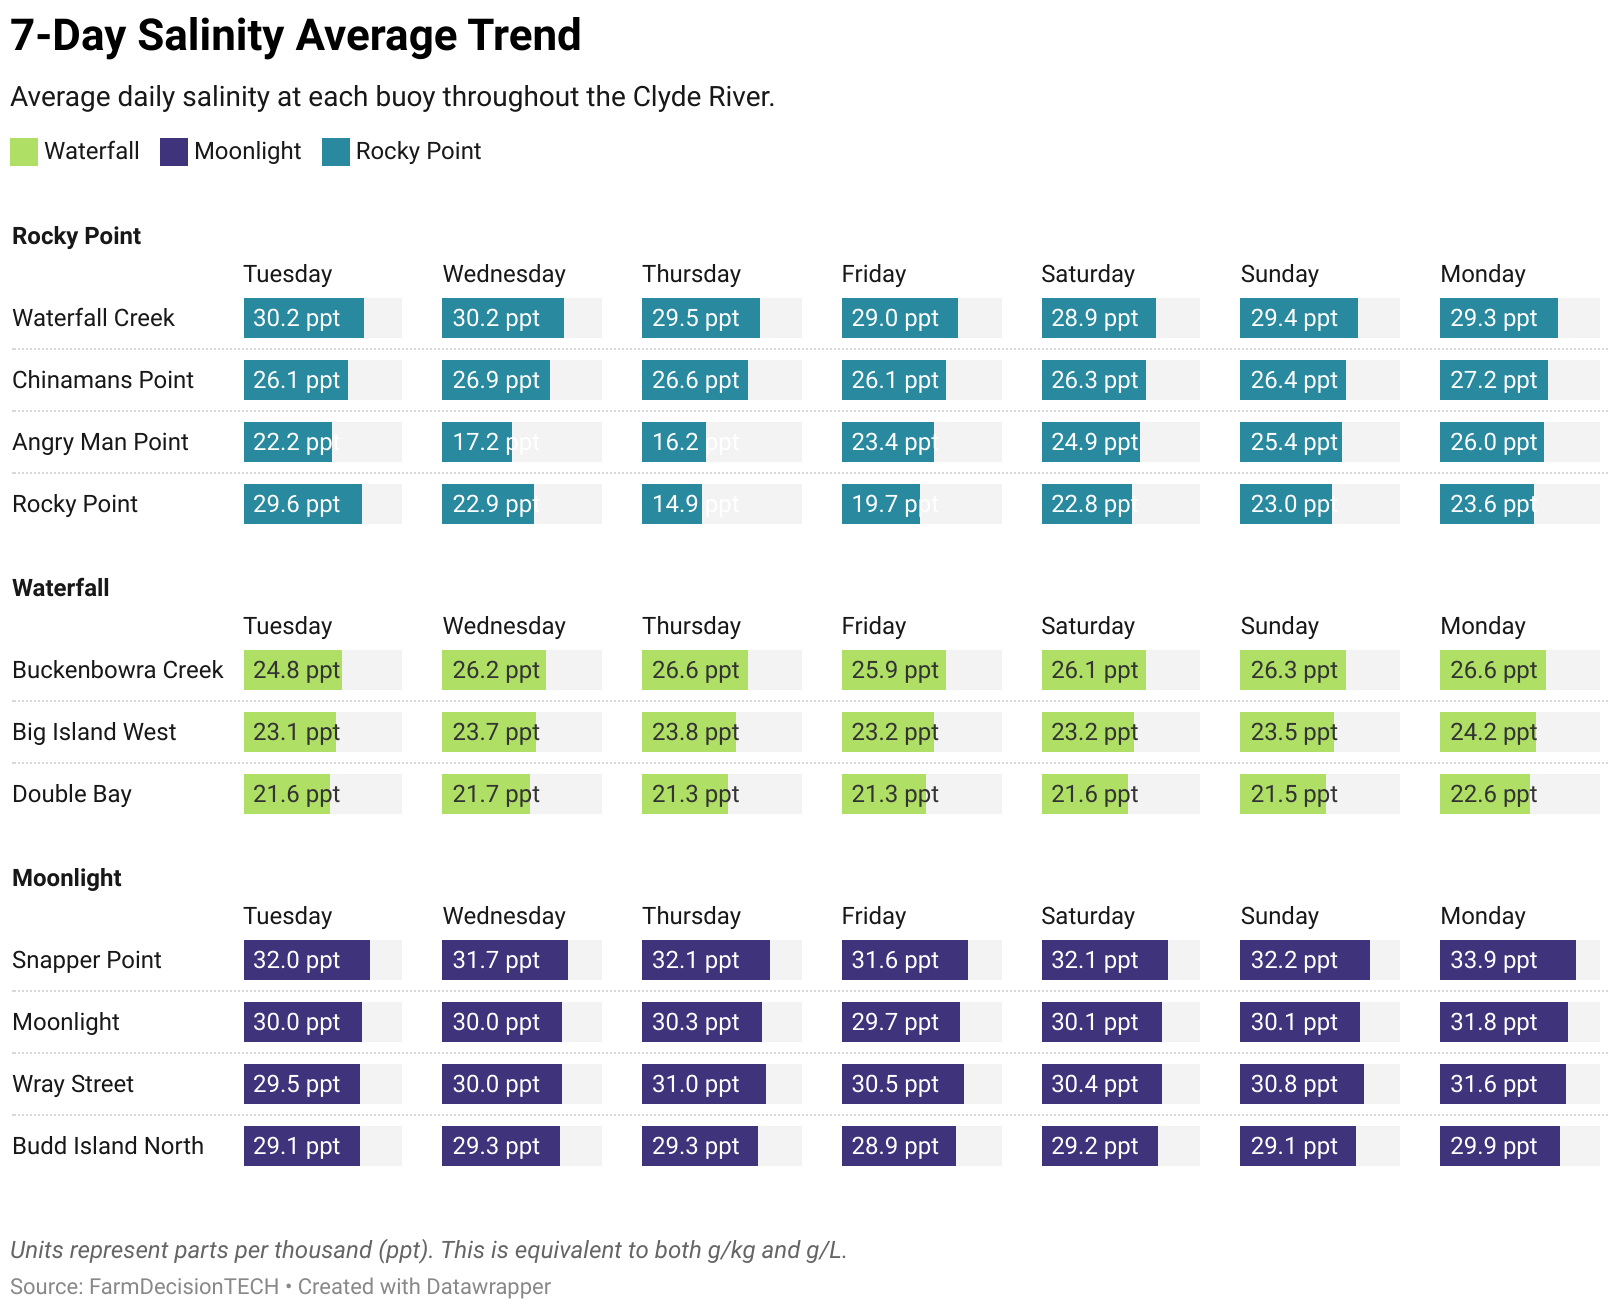 7-Day Salinity Average Trend
Average daily salinity at each buoy throughout the Clyde River.
Waterfall Moonlight Rocky Point
Rocky Point
Tuesday Wednesday Thursday Friday Saturday Sunday Monday
Waterfall Creek 30.2 ppt 30.2 ppt 29.5 ppt 29.0 ppt 28.9 ppt 29.4 ppt 29.3 ppt
Chinamans Point 26.1 ppt 26.9 ppt 26.6 ppt 26.1 ppt 26.3 ppt 26.4 ppt 27.2 ppt
Angry Man Point 22.2 ppt 17.2 ppt 16.2 ppt 23.4 ppt 24.9 ppt 25.4 ppt 26.0 ppt
Rocky Point 29.6 ppt 22.9 ppt 14.9 ppt 19.7 ppt 22.8 ppt 23.0 ppt 23.6 ppt
Waterfall
Tuesday Wednesday Thursday Friday Saturday Sunday Monday
Buckenbowra Creek 24.8 ppt 26.2 ppt 26.6 ppt 25.9 ppt 26.1 ppt 26.3 ppt 26.6 ppt
Big Island West 23.1 ppt 23.7 ppt 23.8 ppt 23.2 ppt 23.2 ppt 23.5 ppt 24.2 ppt
Double Bay 21.6 ppt 21.7 ppt 21.3 ppt 21.3 ppt 21.6 ppt 21.5 ppt 22.6 ppt
Moonlight
Tuesday Wednesday Thursday Friday Saturday Sunday Monday
Snapper Point 32.0 ppt 31.7 ppt 32.1 ppt 31.6 ppt 32.1 ppt 32.2 ppt 33.9 ppt
Moonlight 30.0 ppt 30.0 ppt 30.3 ppt 29.7 ppt 30.1 ppt 30.1 ppt 31.8 ppt
Wray Street 29.5 ppt 30.0 ppt 31.0 ppt 30.5 ppt 30.4 ppt 30.8 ppt 31.6 ppt
Budd Island North 29.1 ppt 29.3 ppt 29.3 ppt 28.9 ppt 29.2 ppt 29.1 ppt 29.9 ppt
Units represent parts per thousand (ppt). This is equivalent to both g/kg and g/L.
Source: FarmDecisionTECH • Created with Datawrapper